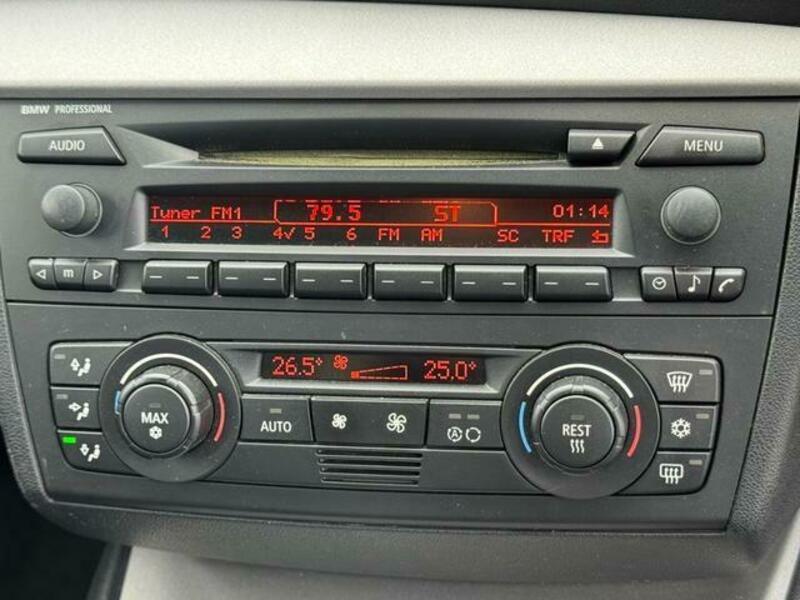 BMW PROFESSIONAL
AUDIO
MENU
Tuner FM1 79.5 ST 01:14
1 2 3 4√ 5 6 FM AM SC TRF
m
26.5° 25.0°
MAX
AUTO
A
REST